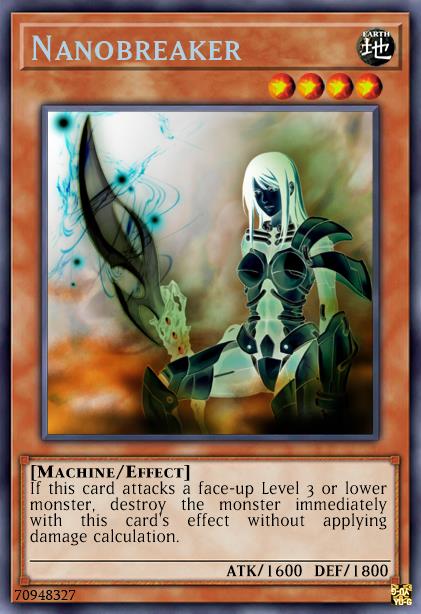 NANOBREAKER
EARTH
地
[MACHINE/EFFECT]
If this card attacks a face-up Level 3 or lower
monster, destroy the monster immediately
with this card's effect without applying
damage calculation.
ATK/1600 DEF/1800
70948327